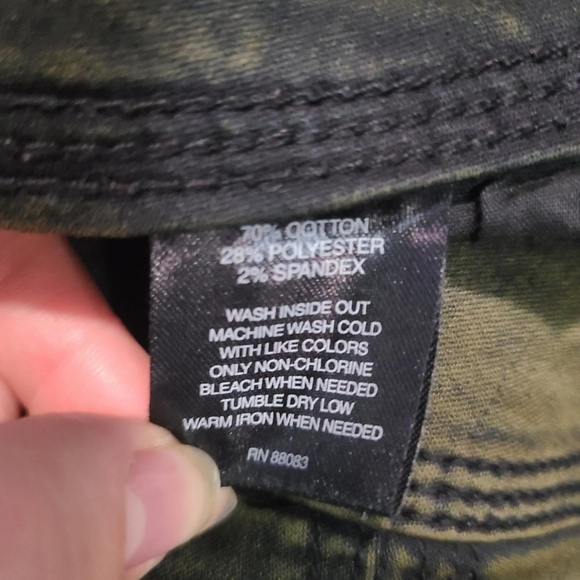 70% COTTON
28% POLYESTER
2% SPANDEX
WASH INSIDE OUT
MACHINE WASH COLD
WITH LIKE COLORS
ONLY NON-CHLORINE
BLEACH WHEN NEEDED
TUMBLE DRY LOW
WARM IRON WHEN NEEDED
RN 88083